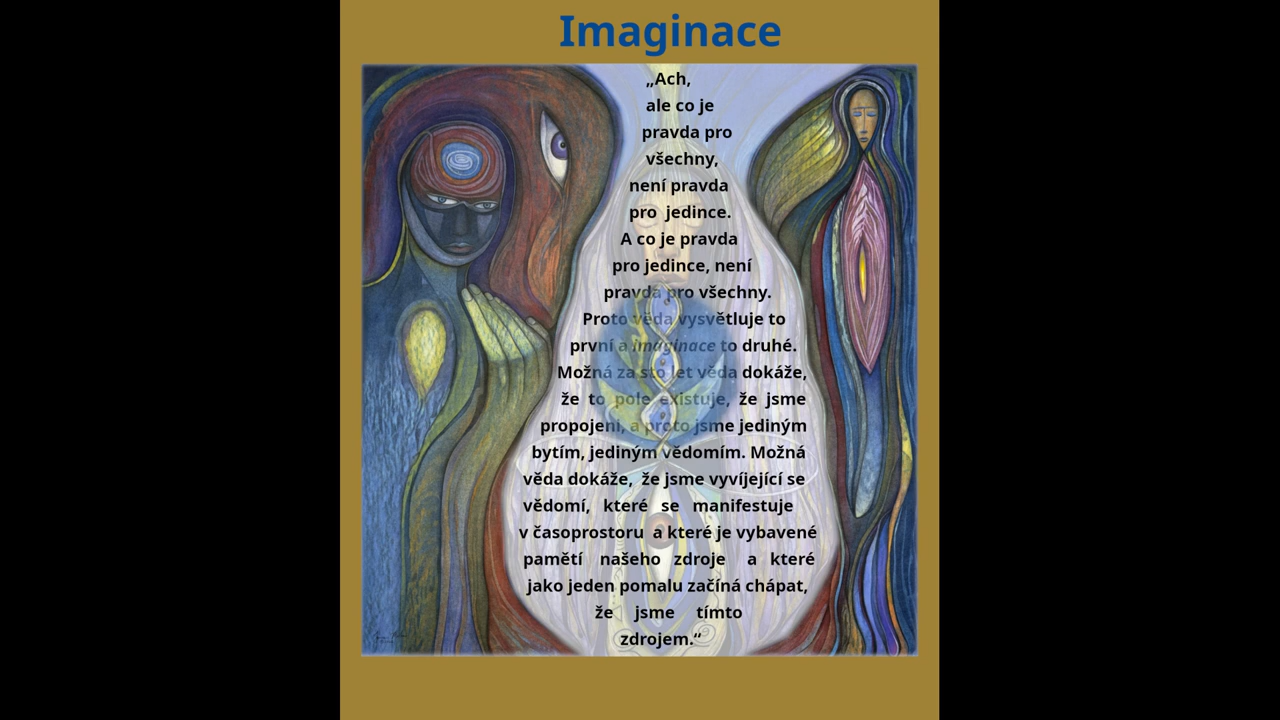 Imaginace
„Ach,
ale co je
pravda pro
všechny,
není pravda
pro jedince.
A co je pravda
pro jedince, není
pravda pro všechny.
Proto věda vysvětluje to
první a imaginace to druhé.
Možná za sto let věda dokáže,
že to pole existuje, že jsme
propojeni, a proto jsme jediným
bytím, jediným vědomím. Možná
věda dokáže, že jsme vyvíjející se
vědomí, které se manifestuje
v časoprostoru a které je vybavené
pamětí našeho zdroje a které
jako jeden pomalu začíná chápat,
že jsme tímto
zdrojem.“